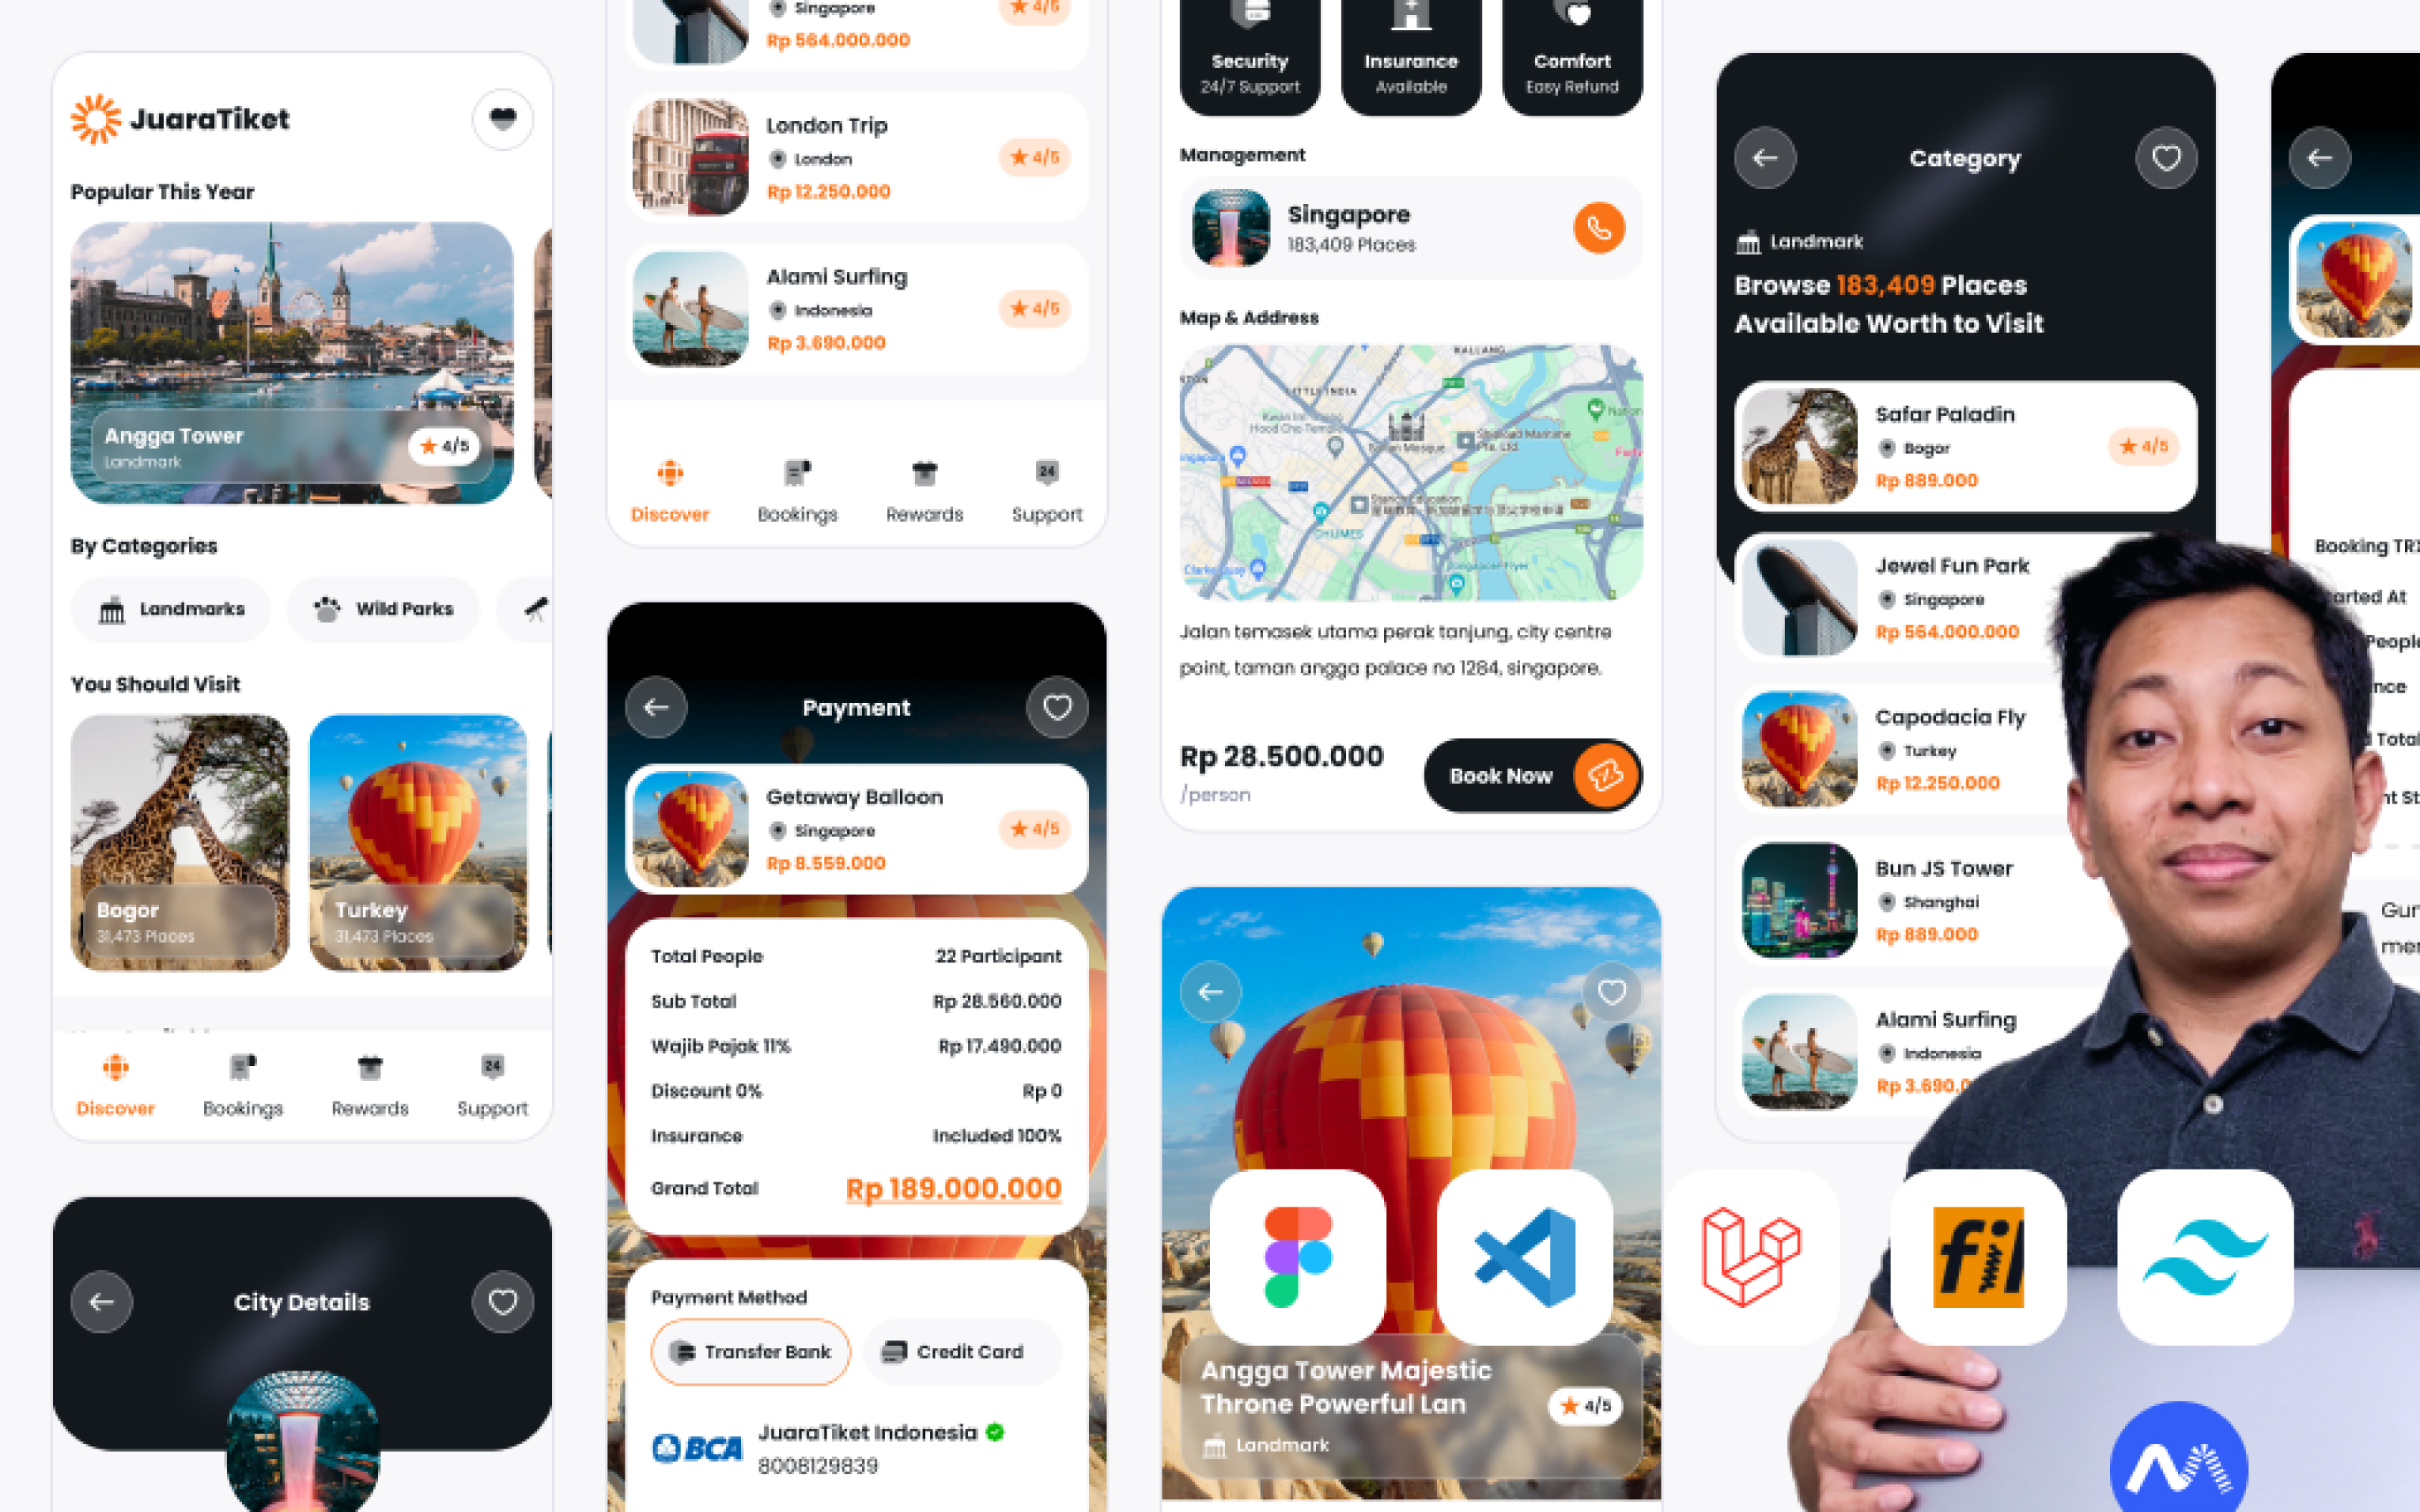 JuaraTiket
Popular This Year
Angga Tower
Landmark
4/5
By Categories
Landmarks
Wild Parks
You Should Visit
Bogor
31,473 Places
Turkey
31,473 Places
Discover
Bookings
Rewards
24
Support
City Details
Singapore
Rp 564.000.000
4/5
London Trip
London
Rp 12.250.000
4/5
Alami Surfing
Indonesia
Rp 3.690.000
4/5
Discover
Bookings
Rewards
24
Support
Payment
Getaway Balloon
Singapore
Rp 8.559.000
4/5
Total People
22 Participant
Sub Total
Rp 28.560.000
Wajib Pajak 11%
Rp 17.490.000
Discount 0%
Rp 0
Insurance
Included 100%
Grand Total
Rp 189.000.000
Payment Method
Transfer Bank
Credit Card
BCA
JuaraTiket Indonesia
8008129839
Security
24/7 Support
Insurance
Available
Comfort
Easy Refund
Management
Singapore
183,409 Places
Map & Address
KALLANG
LITTLE INDIA
Hood Cho Temple
Jalan temasek utama perak tanjung, city centre
point, taman angga palace no 1284, singapore.
Rp 28.500.000
/person
Book Now
Angga Tower Majestic
Throne Powerful Lan
Landmark
4/5
Category
Landmark
Browse 183,409 Places
Available Worth to Visit
Safar Paladin
Bogor
Rp 889.000
4/5
Jewel Fun Park
Singapore
Rp 564.000.000
Capodacia Fly
Turkey
Rp 12.250.000
Bun JS Tower
Shanghai
Rp 889.000
Alami Surfing
Indonesia
Rp 3.690.0
fil
Booking TR
arted At
People
nce
Total
nt St
Gur
mer